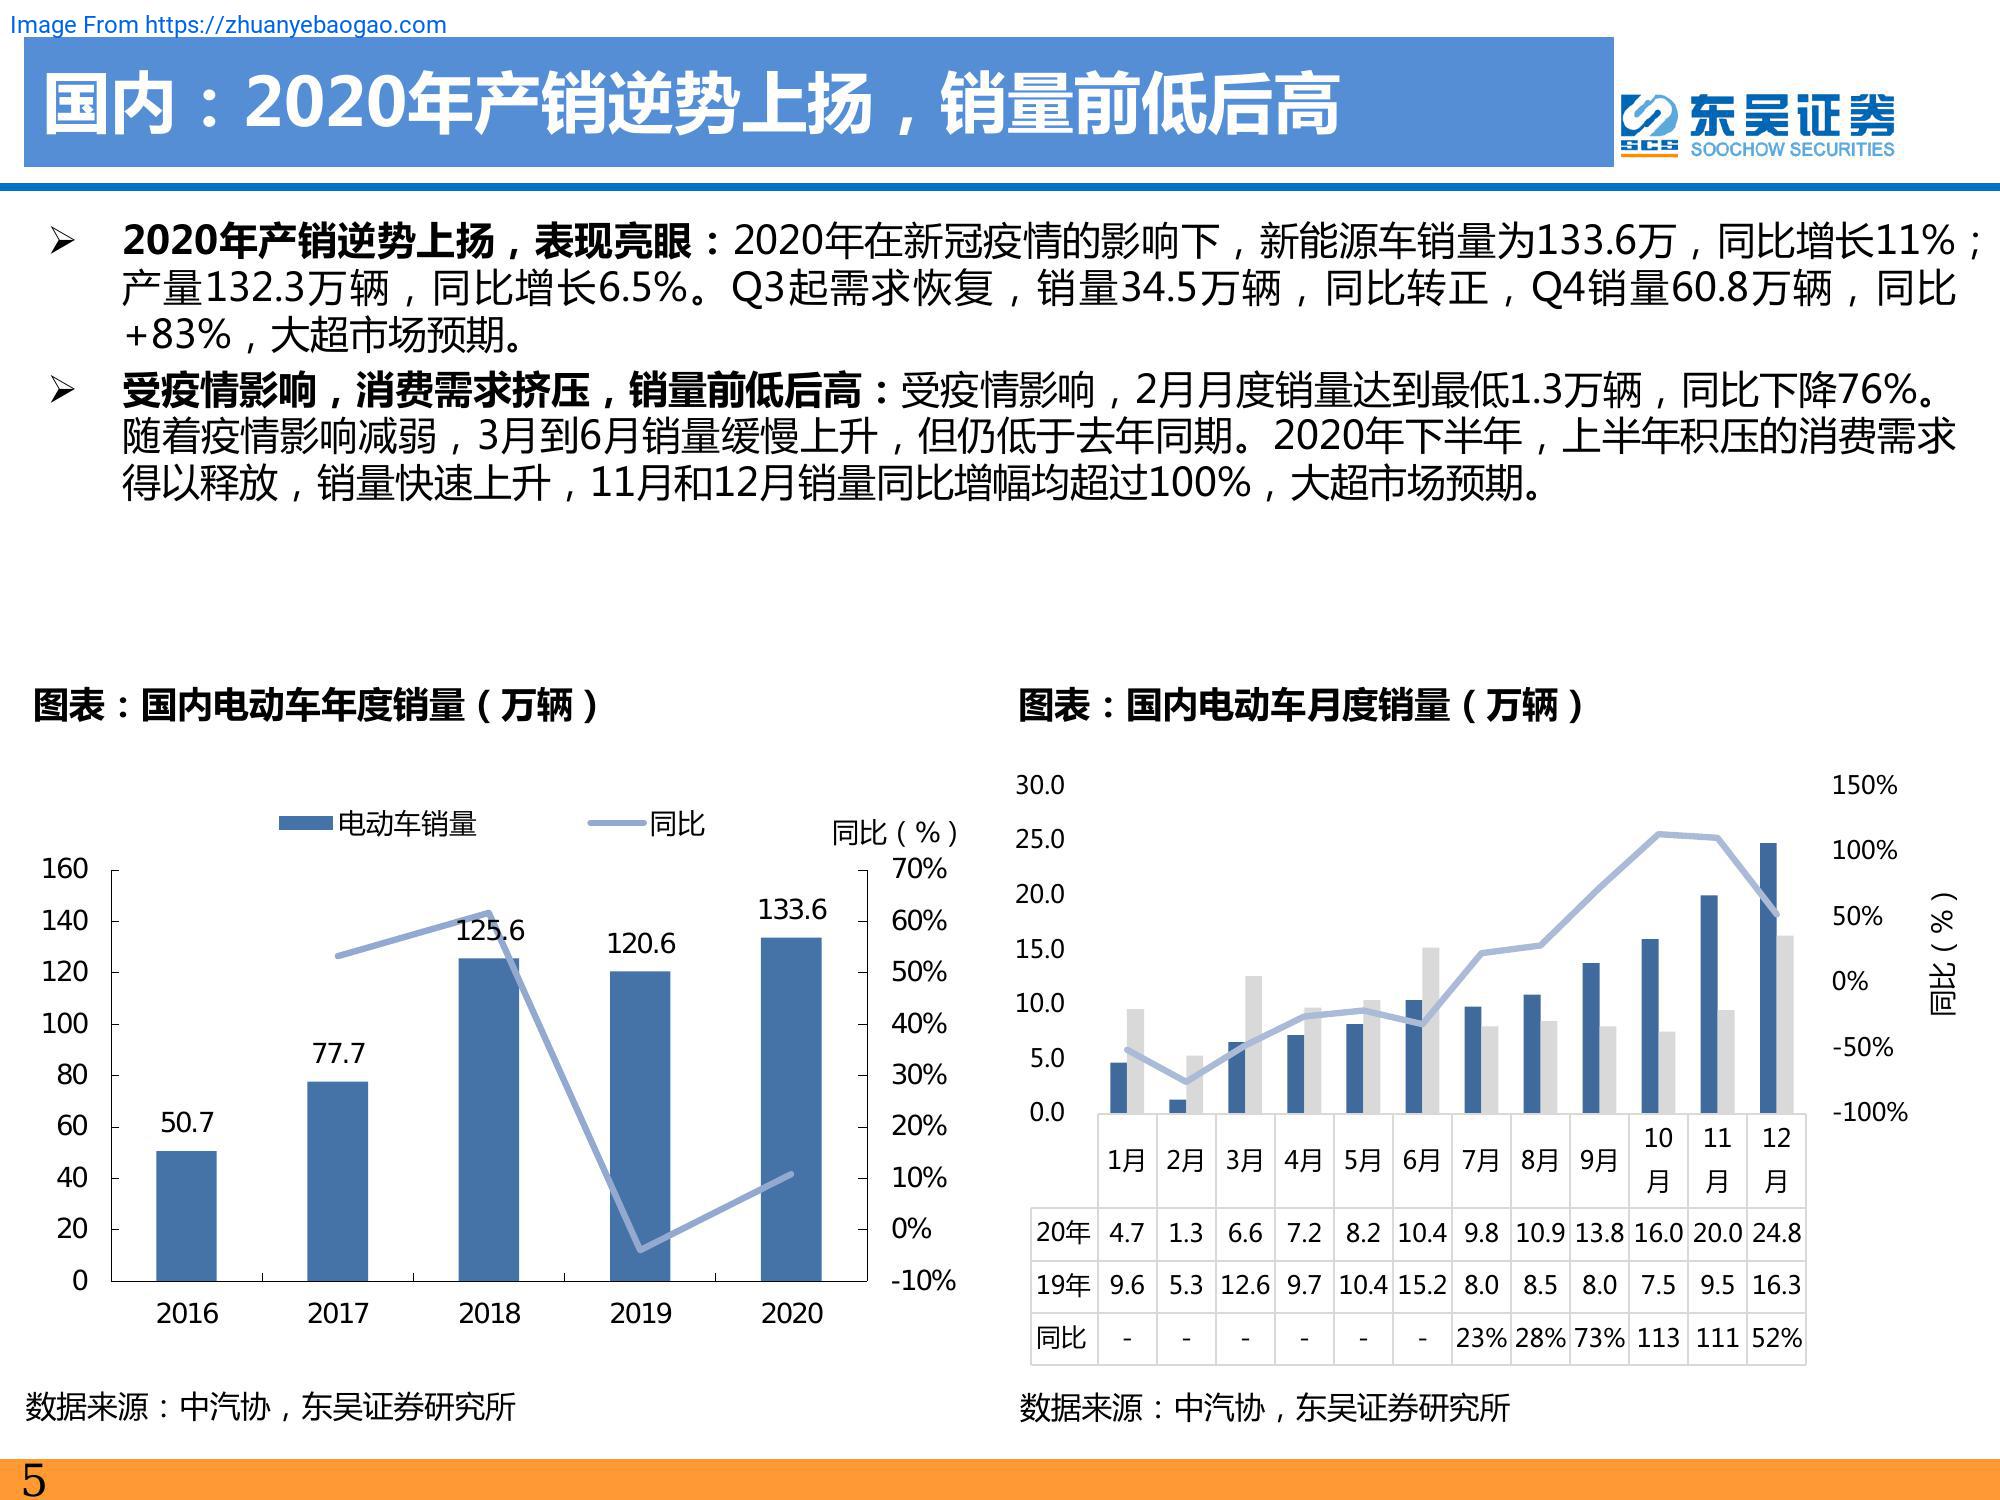 Image From https://zhuanyebaogao.com
国内：2020年产销逆势上扬，销量前低后高
东吴证券
SCS
SOOCHOW SECURITIES
➢ 2020年产销逆势上扬，表现亮眼：2020年在新冠疫情的影响下，新能源车销量为133.6万，同比增长11%；
产量132.3万辆，同比增长6.5%。Q3起需求恢复，销量34.5万辆，同比转正，Q4销量60.8万辆，同比
+83%，大超市场预期。
➢ 受疫情影响，消费需求挤压，销量前低后高：受疫情影响，2月月度销量达到最低1.3万辆，同比下降76%。
随着疫情影响减弱，3月到6月销量缓慢上升，但仍低于去年同期。2020年下半年，上半年积压的消费需求
得以释放，销量快速上升，11月和12月销量同比增幅均超过100%，大超市场预期。
图表：国内电动车年度销量（万辆）
电动车销量 同比 同比（%）
160 70%
140 60%
120 50%
100 40%
80 30%
60 20%
40 10%
20 0%
0 -10%
50.7 77.7 125.6 120.6 133.6
2016 2017 2018 2019 2020
数据来源：中汽协，东吴证券研究所
图表：国内电动车月度销量（万辆）
30.0 150%
25.0 100%
20.0 50%
15.0 0%
10.0 -50%
5.0 -100%
0.0
同比（%）
1月 2月 3月 4月 5月 6月 7月 8月 9月 10月 11月 12月
20年 4.7 1.3 6.6 7.2 8.2 10.4 9.8 10.9 13.8 16.0 20.0 24.8
19年 9.6 5.3 12.6 9.7 10.4 15.2 8.0 8.5 8.0 7.5 9.5 16.3
同比 - - - - - - 23% 28% 73% 113 111 52%
数据来源：中汽协，东吴证券研究所
5